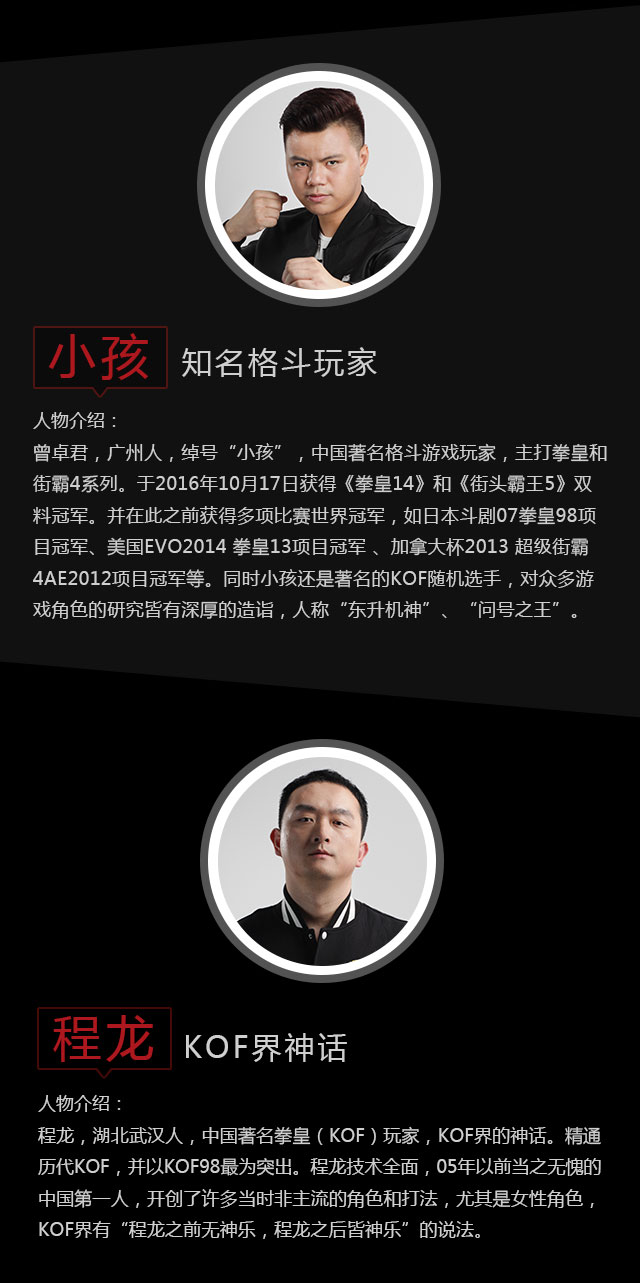 小孩
知名格斗玩家
人物介绍：
曾卓君，广州人，绰号“小孩”，中国著名格斗游戏玩家，主打拳皇和
街霸4系列。于2016年10月17日获得《拳皇14》和《街头霸王5》双
料冠军。并在此之前获得多项比赛世界冠军，如日本斗剧07拳皇98项
目冠军、美国EVO2014 拳皇13项目冠军 、加拿大杯2013 超级街霸
4AE2012项目冠军等。同时小孩还是著名的KOF随机选手，对众多游
戏角色的研究皆有深厚的造诣，人称“东升机神”、“问号之王”。
程龙
KOF界神话
人物介绍：
程龙，湖北武汉人，中国著名拳皇（KOF）玩家，KOF界的神话。精通
历代KOF，并以KOF98最为突出。程龙技术全面，05年以前当之无愧的
中国第一人，开创了许多当时非主流的角色和打法，尤其是女性角色，
KOF界有“程龙之前无神乐，程龙之后皆神乐”的说法。